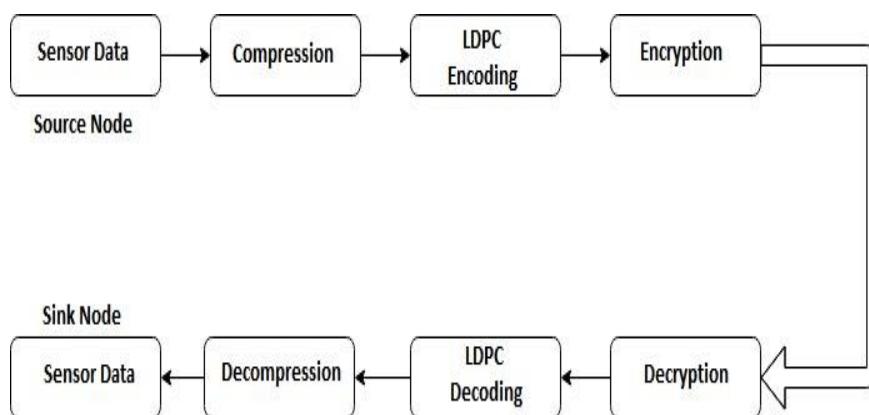 Sensor Data
Compression
LDPC
Encoding
Encryption
Source Node
Sink Node
Sensor Data
Decompression
LDPC
Decoding
Decryption